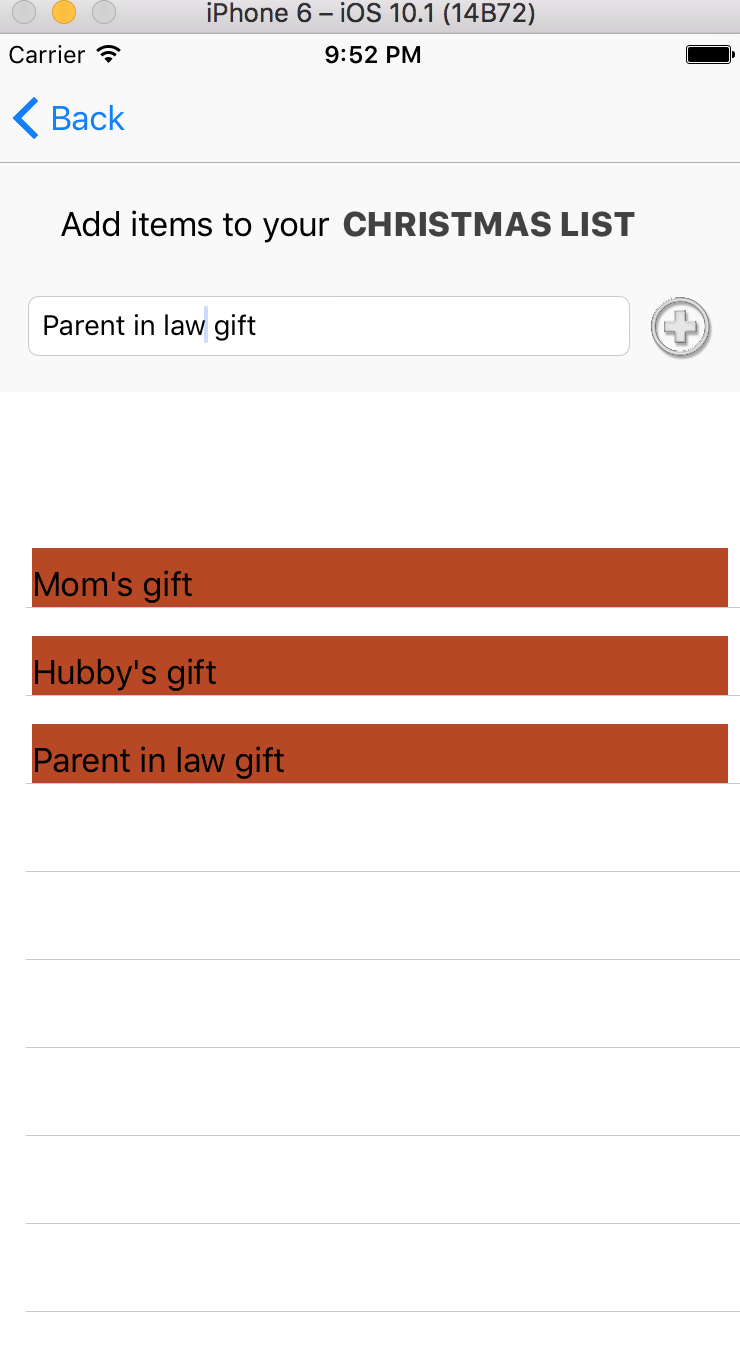 iPhone 6 – iOS 10.1 (14B72)
Carrier 9:52 PM
Back
Add items to your CHRISTMAS LIST
Parent in law gift
Mom's gift
Hubby's gift
Parent in law gift